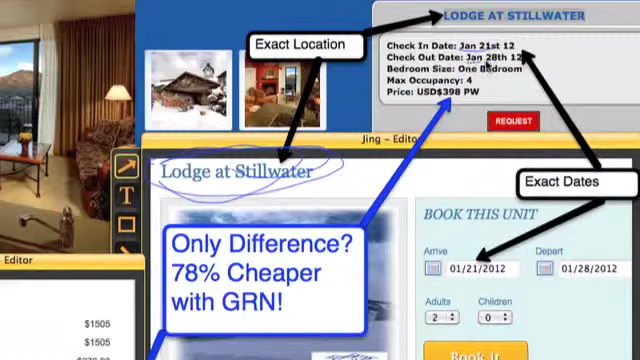 LODGE AT STILLWATER
Exact Location
Check In Date: Jan 21st 12
Check Out Date: Jan 28th 12
Bedroom Size: One Bedroom
Max Occupancy: 4
Price: USD$398 PW
REQUEST
Jing – Editor
Lodge at Stillwater
Exact Dates
BOOK THIS UNIT
Only Difference?
78% Cheaper
with GRN!
Arrive Depart
01/21/2012 01/28/2012
Adults Children
2 0
Book It
Editor
$1505
$1505